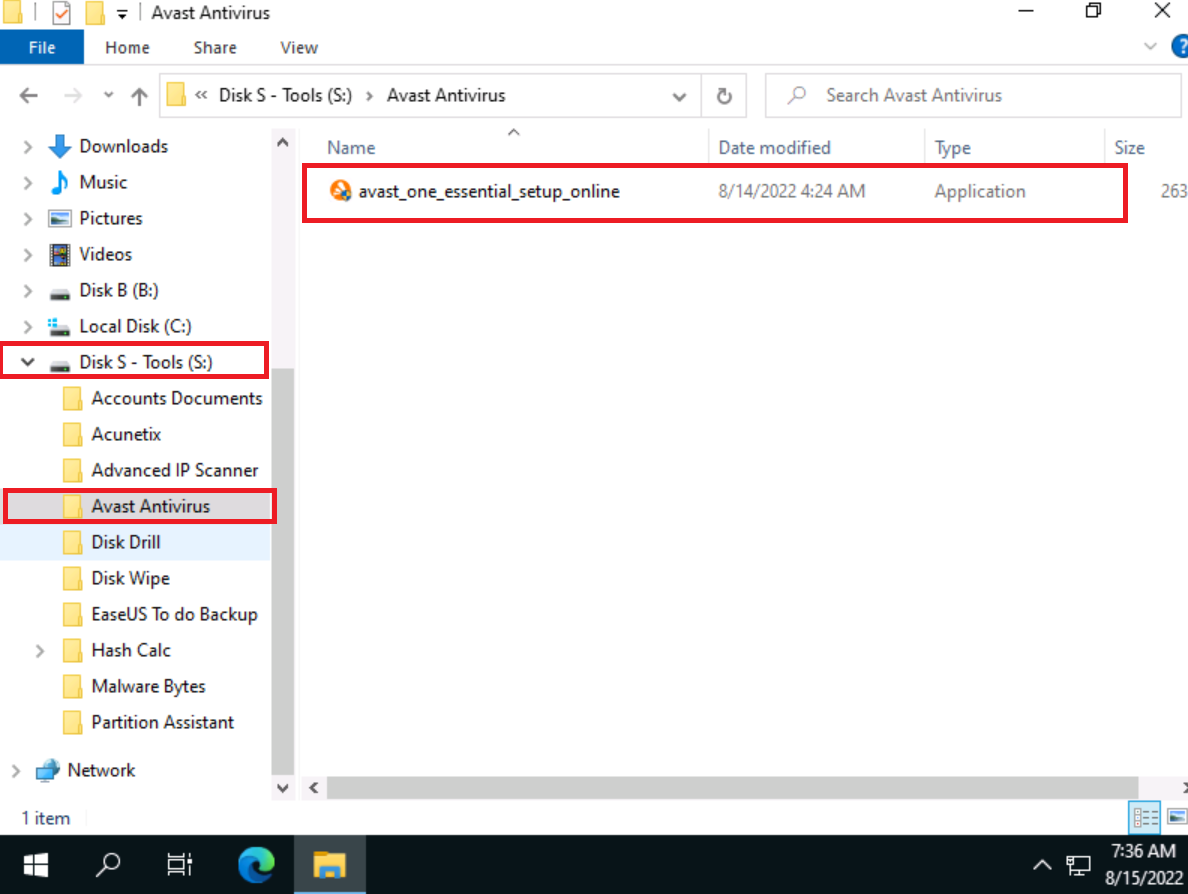 Avast Antivirus
File Home Share View
« Disk S - Tools (S:) > Avast Antivirus Search Avast Antivirus
Name Date modified Type Size
avast_one_essential_setup_online 8/14/2022 4:24 AM Application 263
Downloads
Music
Pictures
Videos
Disk B (B:)
Local Disk (C:)
Disk S - Tools (S:)
Accounts Documents
Acunetix
Advanced IP Scanner
Avast Antivirus
Disk Drill
Disk Wipe
EaseUS To do Backup
Hash Calc
Malware Bytes
Partition Assistant
Network
1 item
7:36 AM
8/15/2022